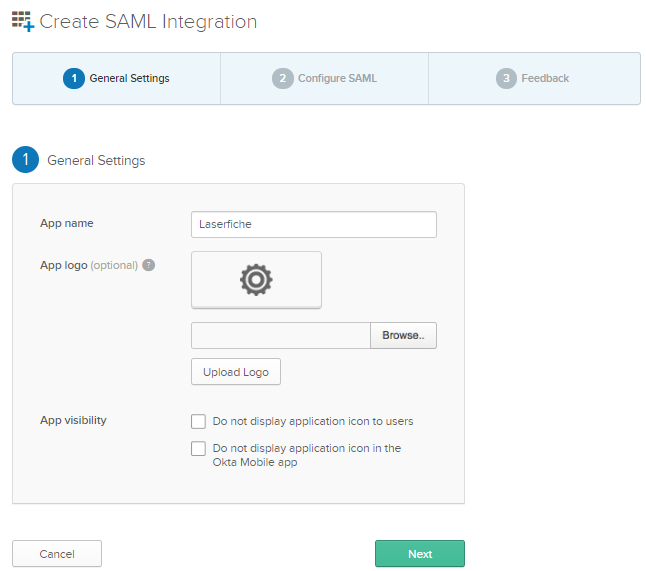 Create SAML Integration
1 General Settings
2 Configure SAML
3 Feedback
1 General Settings
App name
Laserfiche
App logo (optional) ?
Browse..
Upload Logo
App visibility
Do not display application icon to users
Do not display application icon in the
Okta Mobile app
Cancel
Next